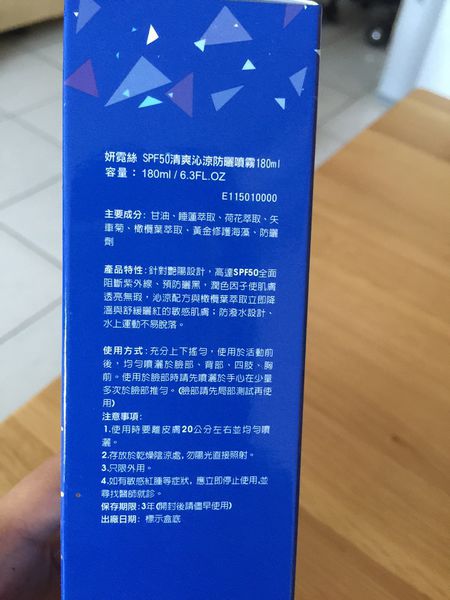 妍霓絲 SPF50清爽沁涼防曬噴霧180ml
容量：180ml / 6.3FL.OZ
E115010000
主要成分: 甘油、睡蓮萃取、荷花萃取、矢
車菊、橄欖葉萃取、黃金修護海藻、防曬
劑
產品特性: 針對艷陽設計，高達SPF50全面
阻斷紫外線、預防曬黑，潤色因子使肌膚
透亮無瑕，沁涼配方與橄欖葉萃取立即降
溫與舒緩曬紅的敏感肌膚；防潑水設計、
水上運動不易脫落。
使用方式: 充分上下搖勻，使用於活動前
後，均勻噴灑於臉部、背部、四肢、胸
前。使用於臉部時請先噴灑於手心在少量
多次於臉部推勻。(臉部請先局部測試再使
用)
注意事項:
1.使用時要離皮膚20公分左右並均勻噴
灑。
2.存放於乾燥陰涼處, 勿陽光直接照射。
3.只限外用。
4.如有敏感紅腫等症狀, 應立即停止使用,並
尋找醫師就診。
保存期限: 3年(開封後請儘早使用)
出廠日期: 標示盒底